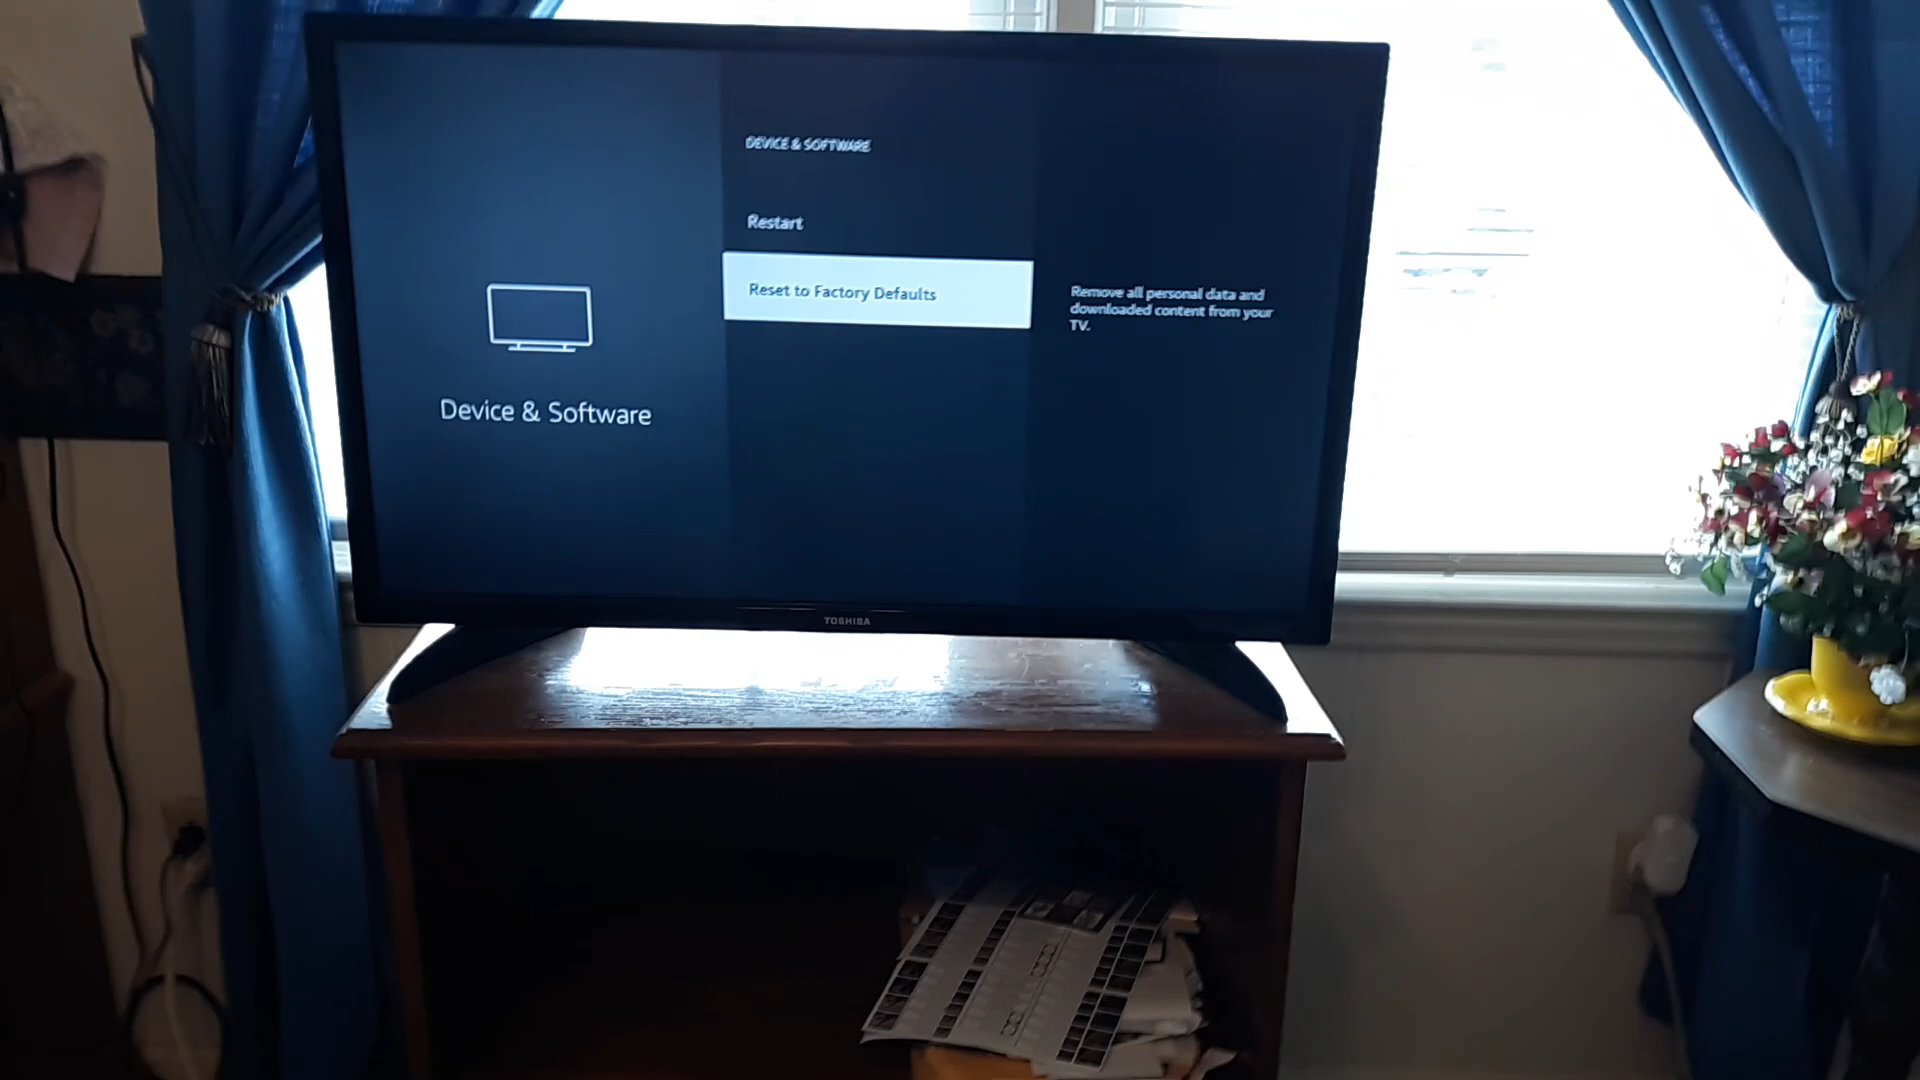 DEVICE & SOFTWARE
Restart
Reset to Factory Defaults
Remove all personal data and
downloaded content from your
TV.
Device & Software
TOSHIBA